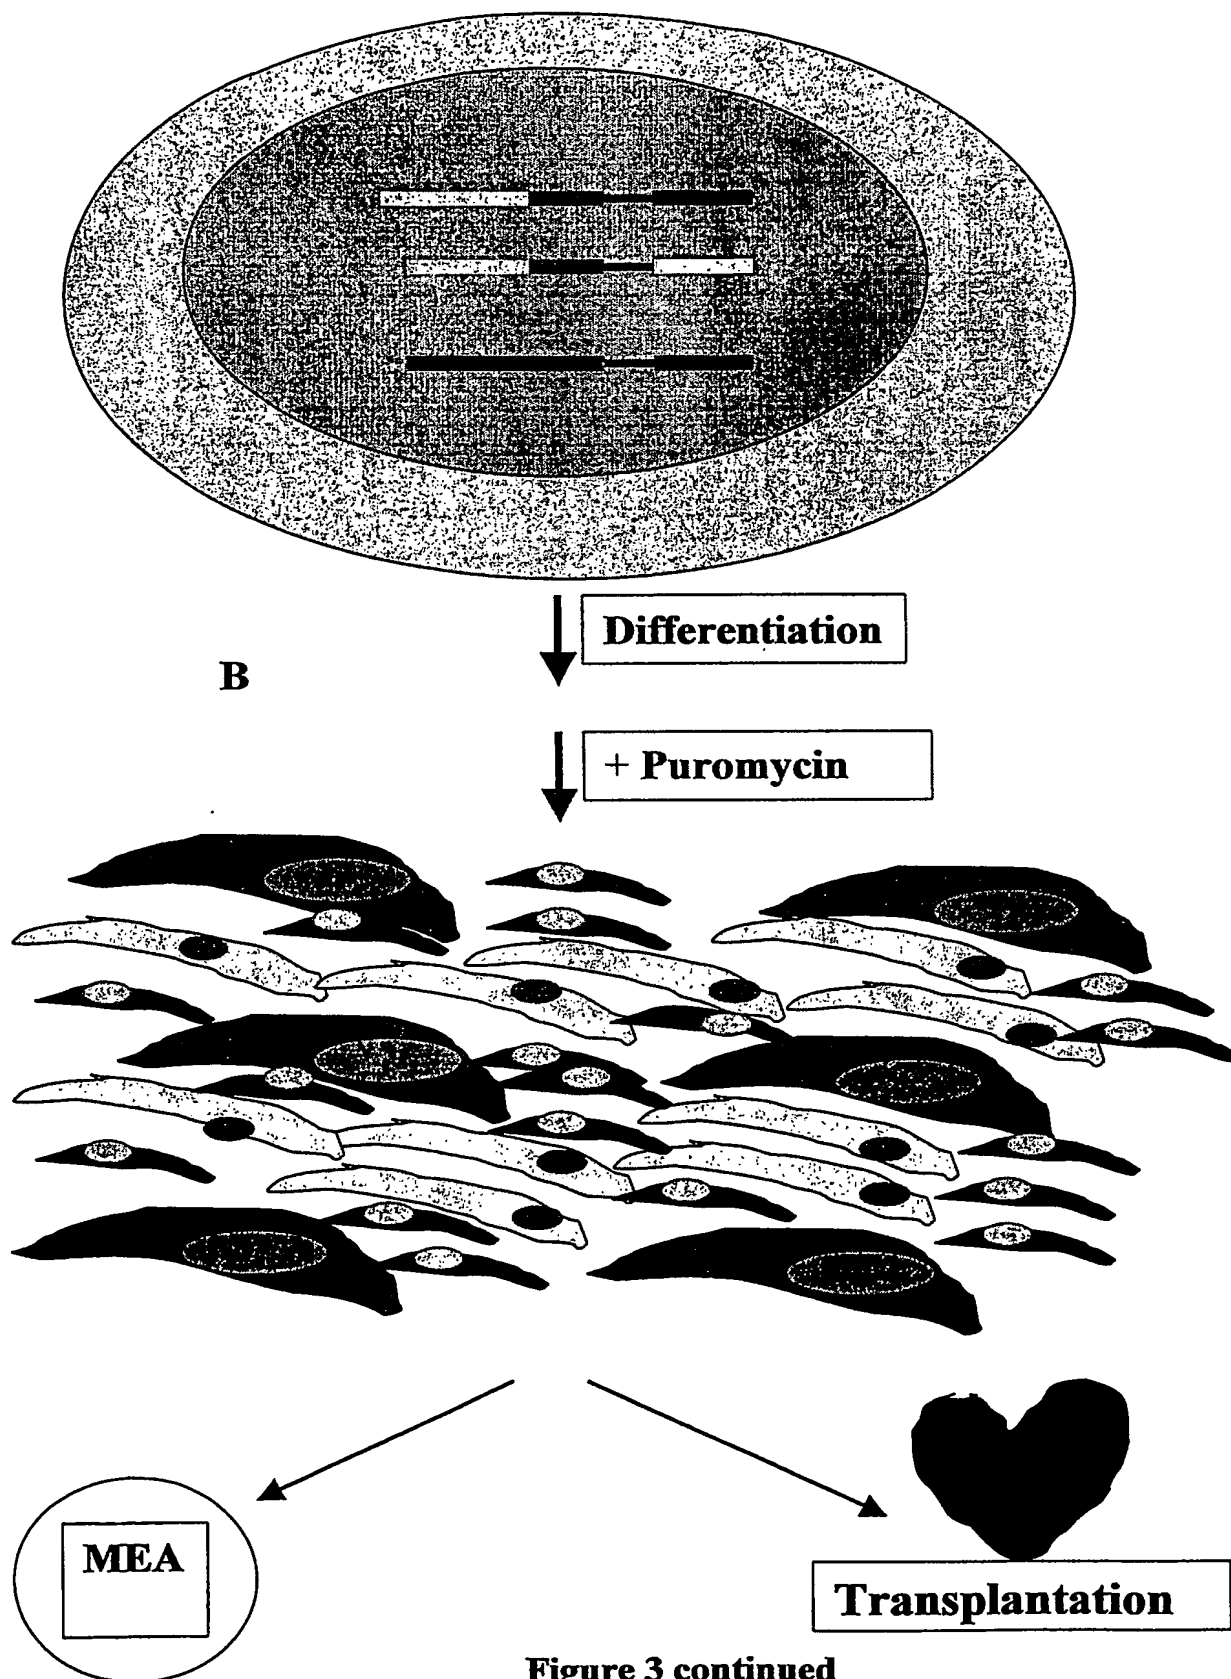 Differentiation
B
+ Puromycin
MEA
Transplantation
Figure 3 continued